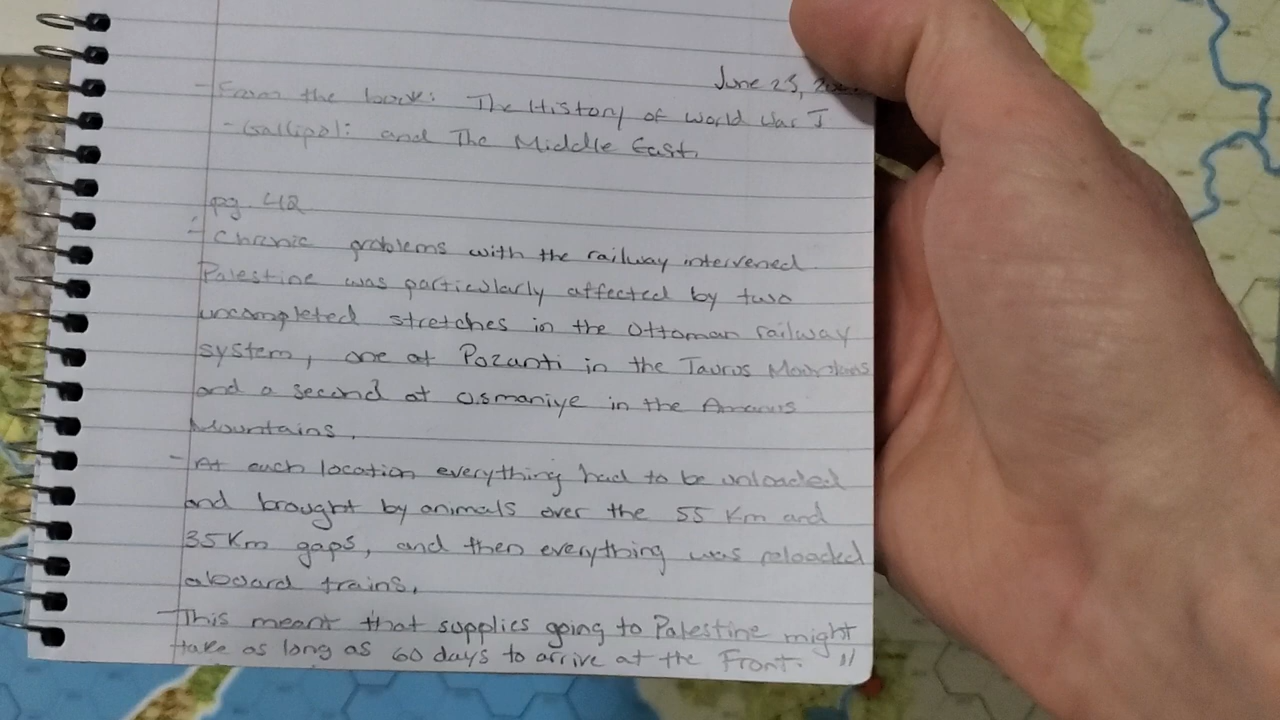 June 23,
- From the book: The History of World War I
- Gallipoli and The Middle East.
pg 42
- Chronic problems with the railway intervened
Palestine was particularly affected by two
uncompleted stretches in the Ottoman railway
system, one at Pozanti in the Taurus Mountains
and a second at Osmaniye in the Amanus
Mountains.
- At each location everything had to be unloaded
and brought by animals over the 55 Km and
35 Km gaps, and then everything was reloaded
aboard trains.
- This meant that supplies going to Palestine might
take as long as 60 days to arrive at the Front. "